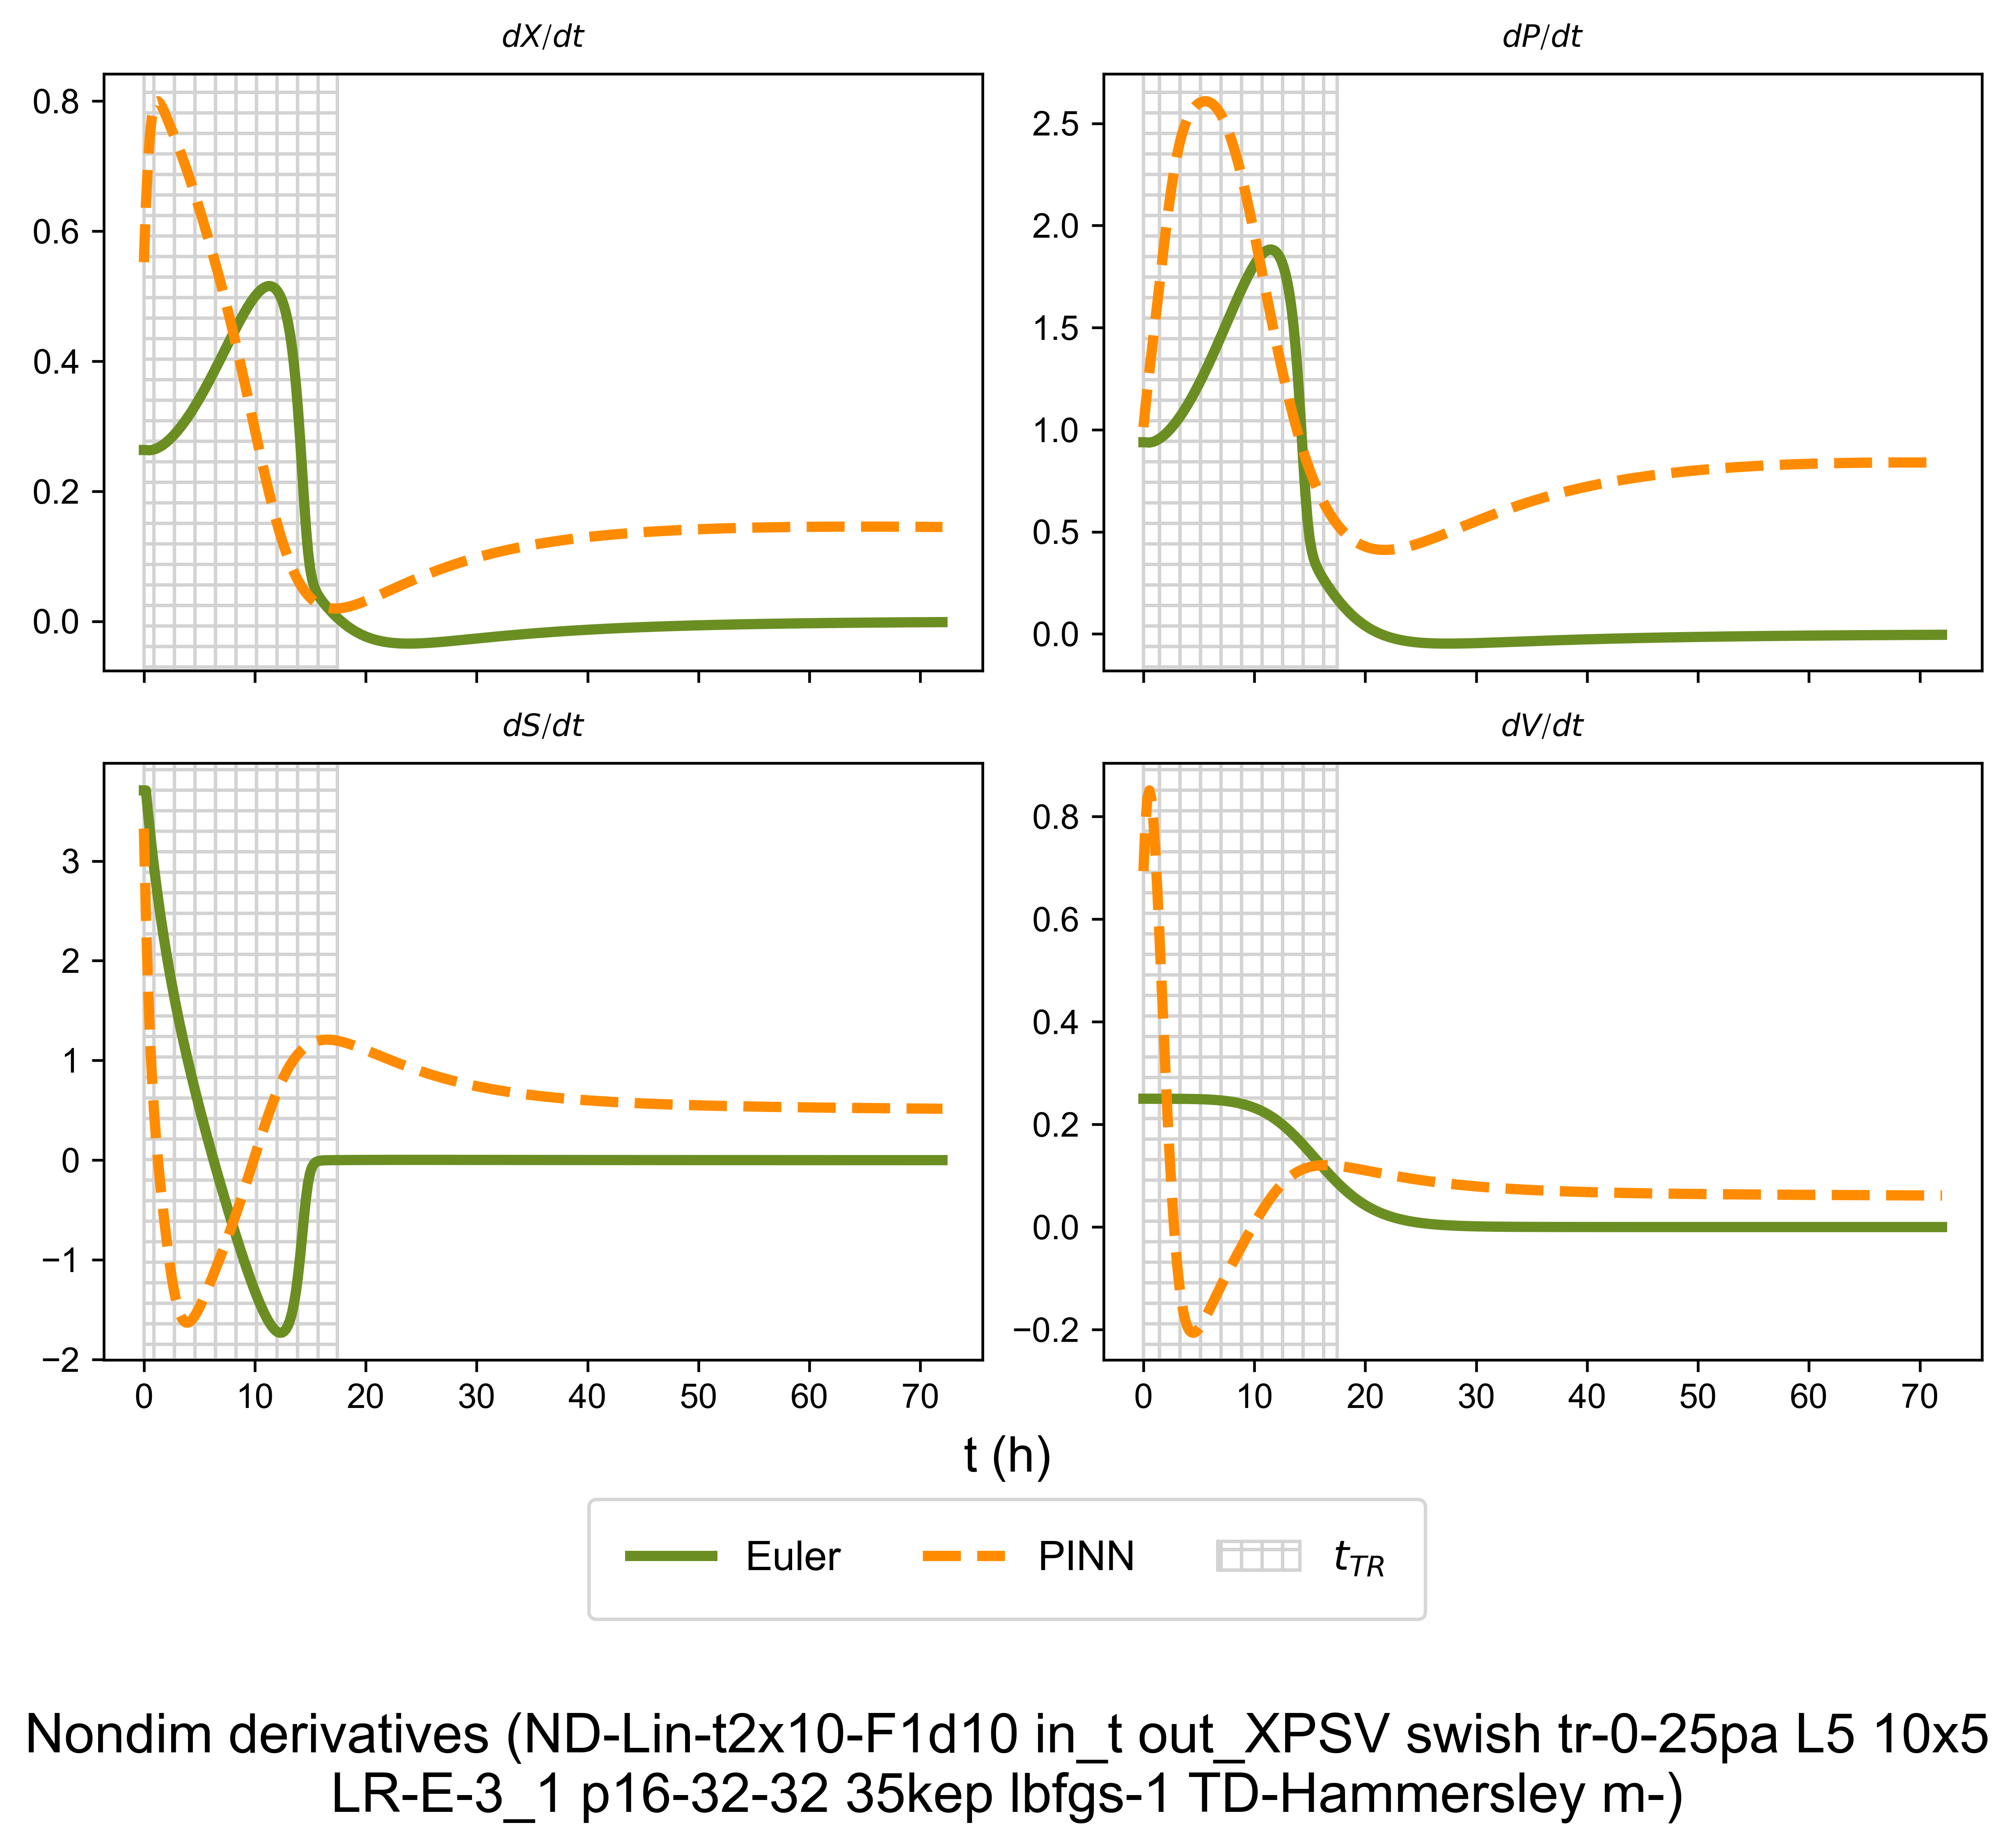 dX/dt
dP/dt
0.8
0.6
0.4
0.2
0.0
2.5
2.0
1.5
1.0
0.5
0.0
dS/dt
dV/dt
3
2
1
0
−1
−2
0.8
0.6
0.4
0.2
0.0
−0.2
0 10 20 30 40 50 60 70
0 10 20 30 40 50 60 70
t (h)
Euler PINN t_TR
Nondim derivatives (ND-Lin-t2x10-F1d10 in_t out_XPSV swish tr-0-25pa L5 10x5
LR-E-3_1 p16-32-32 35kep lbfgs-1 TD-Hammersley m-)